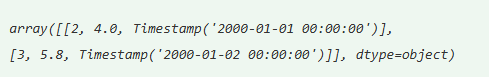 array([[2, 4.0, Timestamp('2000-01-01 00:00:00')],
[3, 5.8, Timestamp('2000-01-02 00:00:00')]], dtype=object)